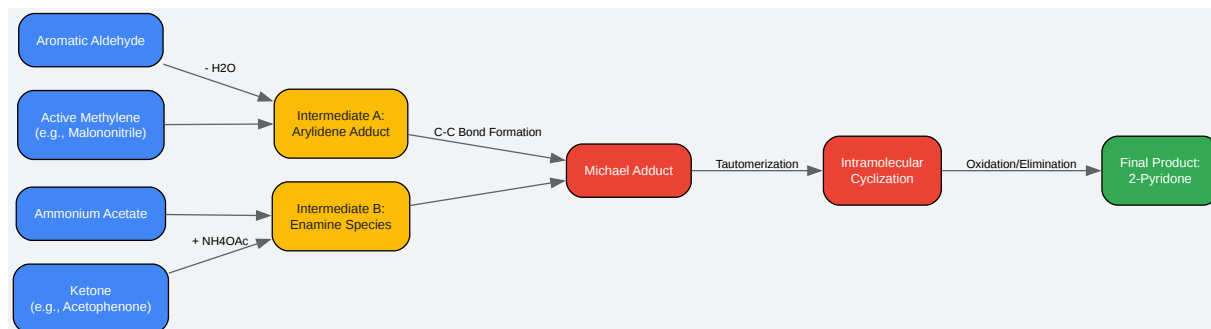 Aromatic Aldehyde
- H2O
Active Methylene
(e.g., Malononitrile)
Intermediate A:
Arylidene Adduct
C-C Bond Formation
Ammonium Acetate
Intermediate B:
Enamine Species
+ NH4OAc
Ketone
(e.g., Acetophenone)
Michael Adduct
Tautomerization
Intramolecular
Cyclization
Oxidation/Elimination
Final Product:
2-Pyridone